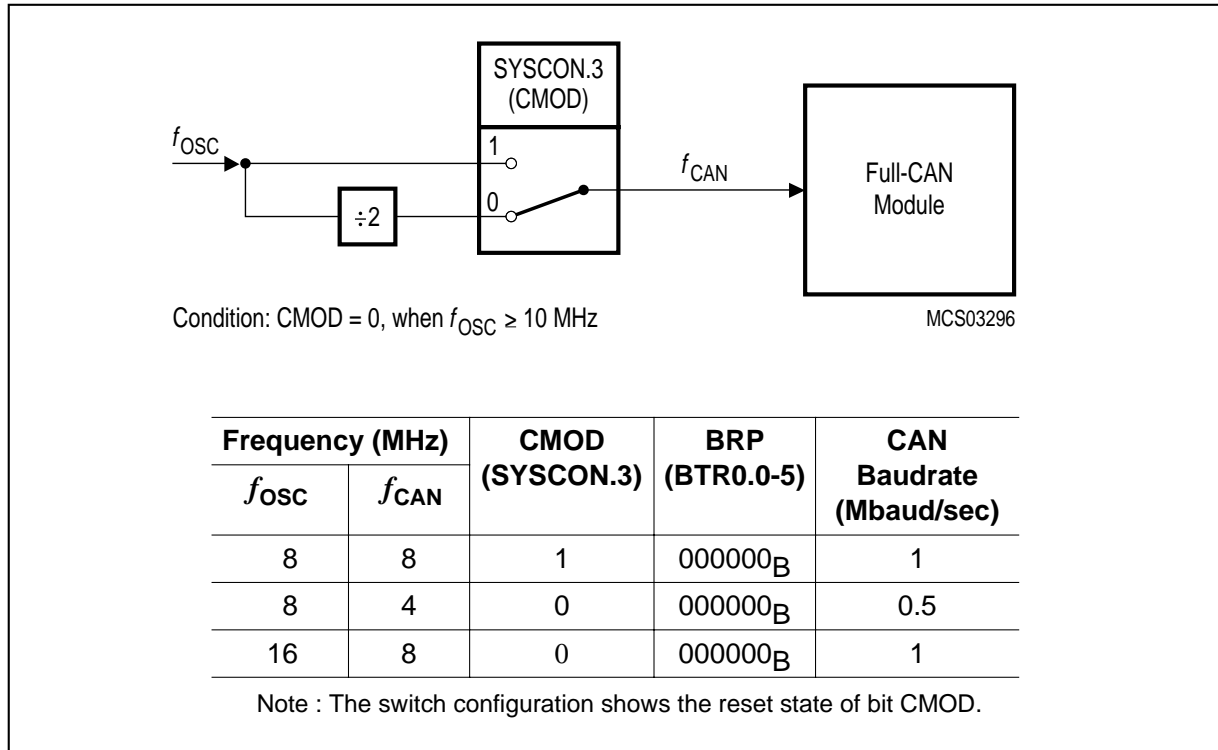 SYSCON.3
(CMOD)
fOSC
1
fCAN
Full-CAN
Module
0
÷2
Condition: CMOD = 0, when fOSC ≥ 10 MHz
MCS03296
Frequency (MHz) CMOD (SYSCON.3) BRP (BTR0.0-5) CAN Baudrate (Mbaud/sec)
fOSC fCAN
8 8 1 000000B 1
8 4 0 000000B 0.5
16 8 0 000000B 1
Note : The switch configuration shows the reset state of bit CMOD.